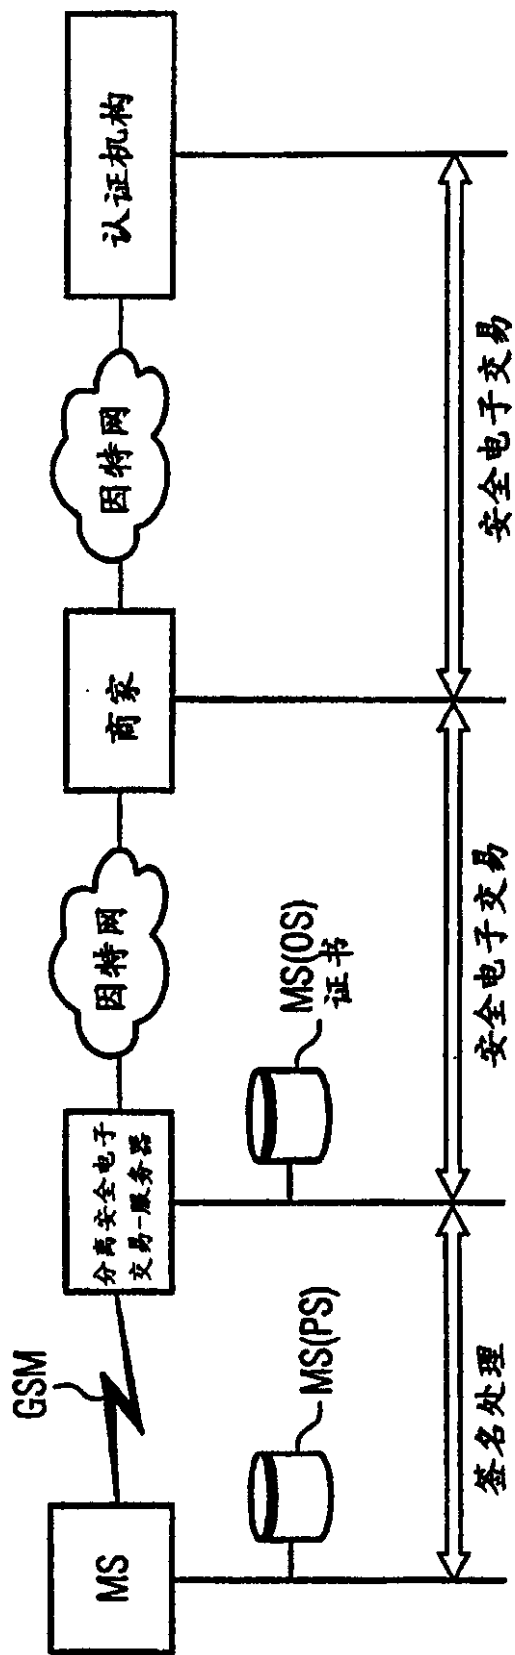 MS
GSM
分离安全电子
交易-服务器
因特网
商家
因特网
认证机构
MS(PS)
MS(OS)
证书
签名处理
安全电子交易
安全电子交易